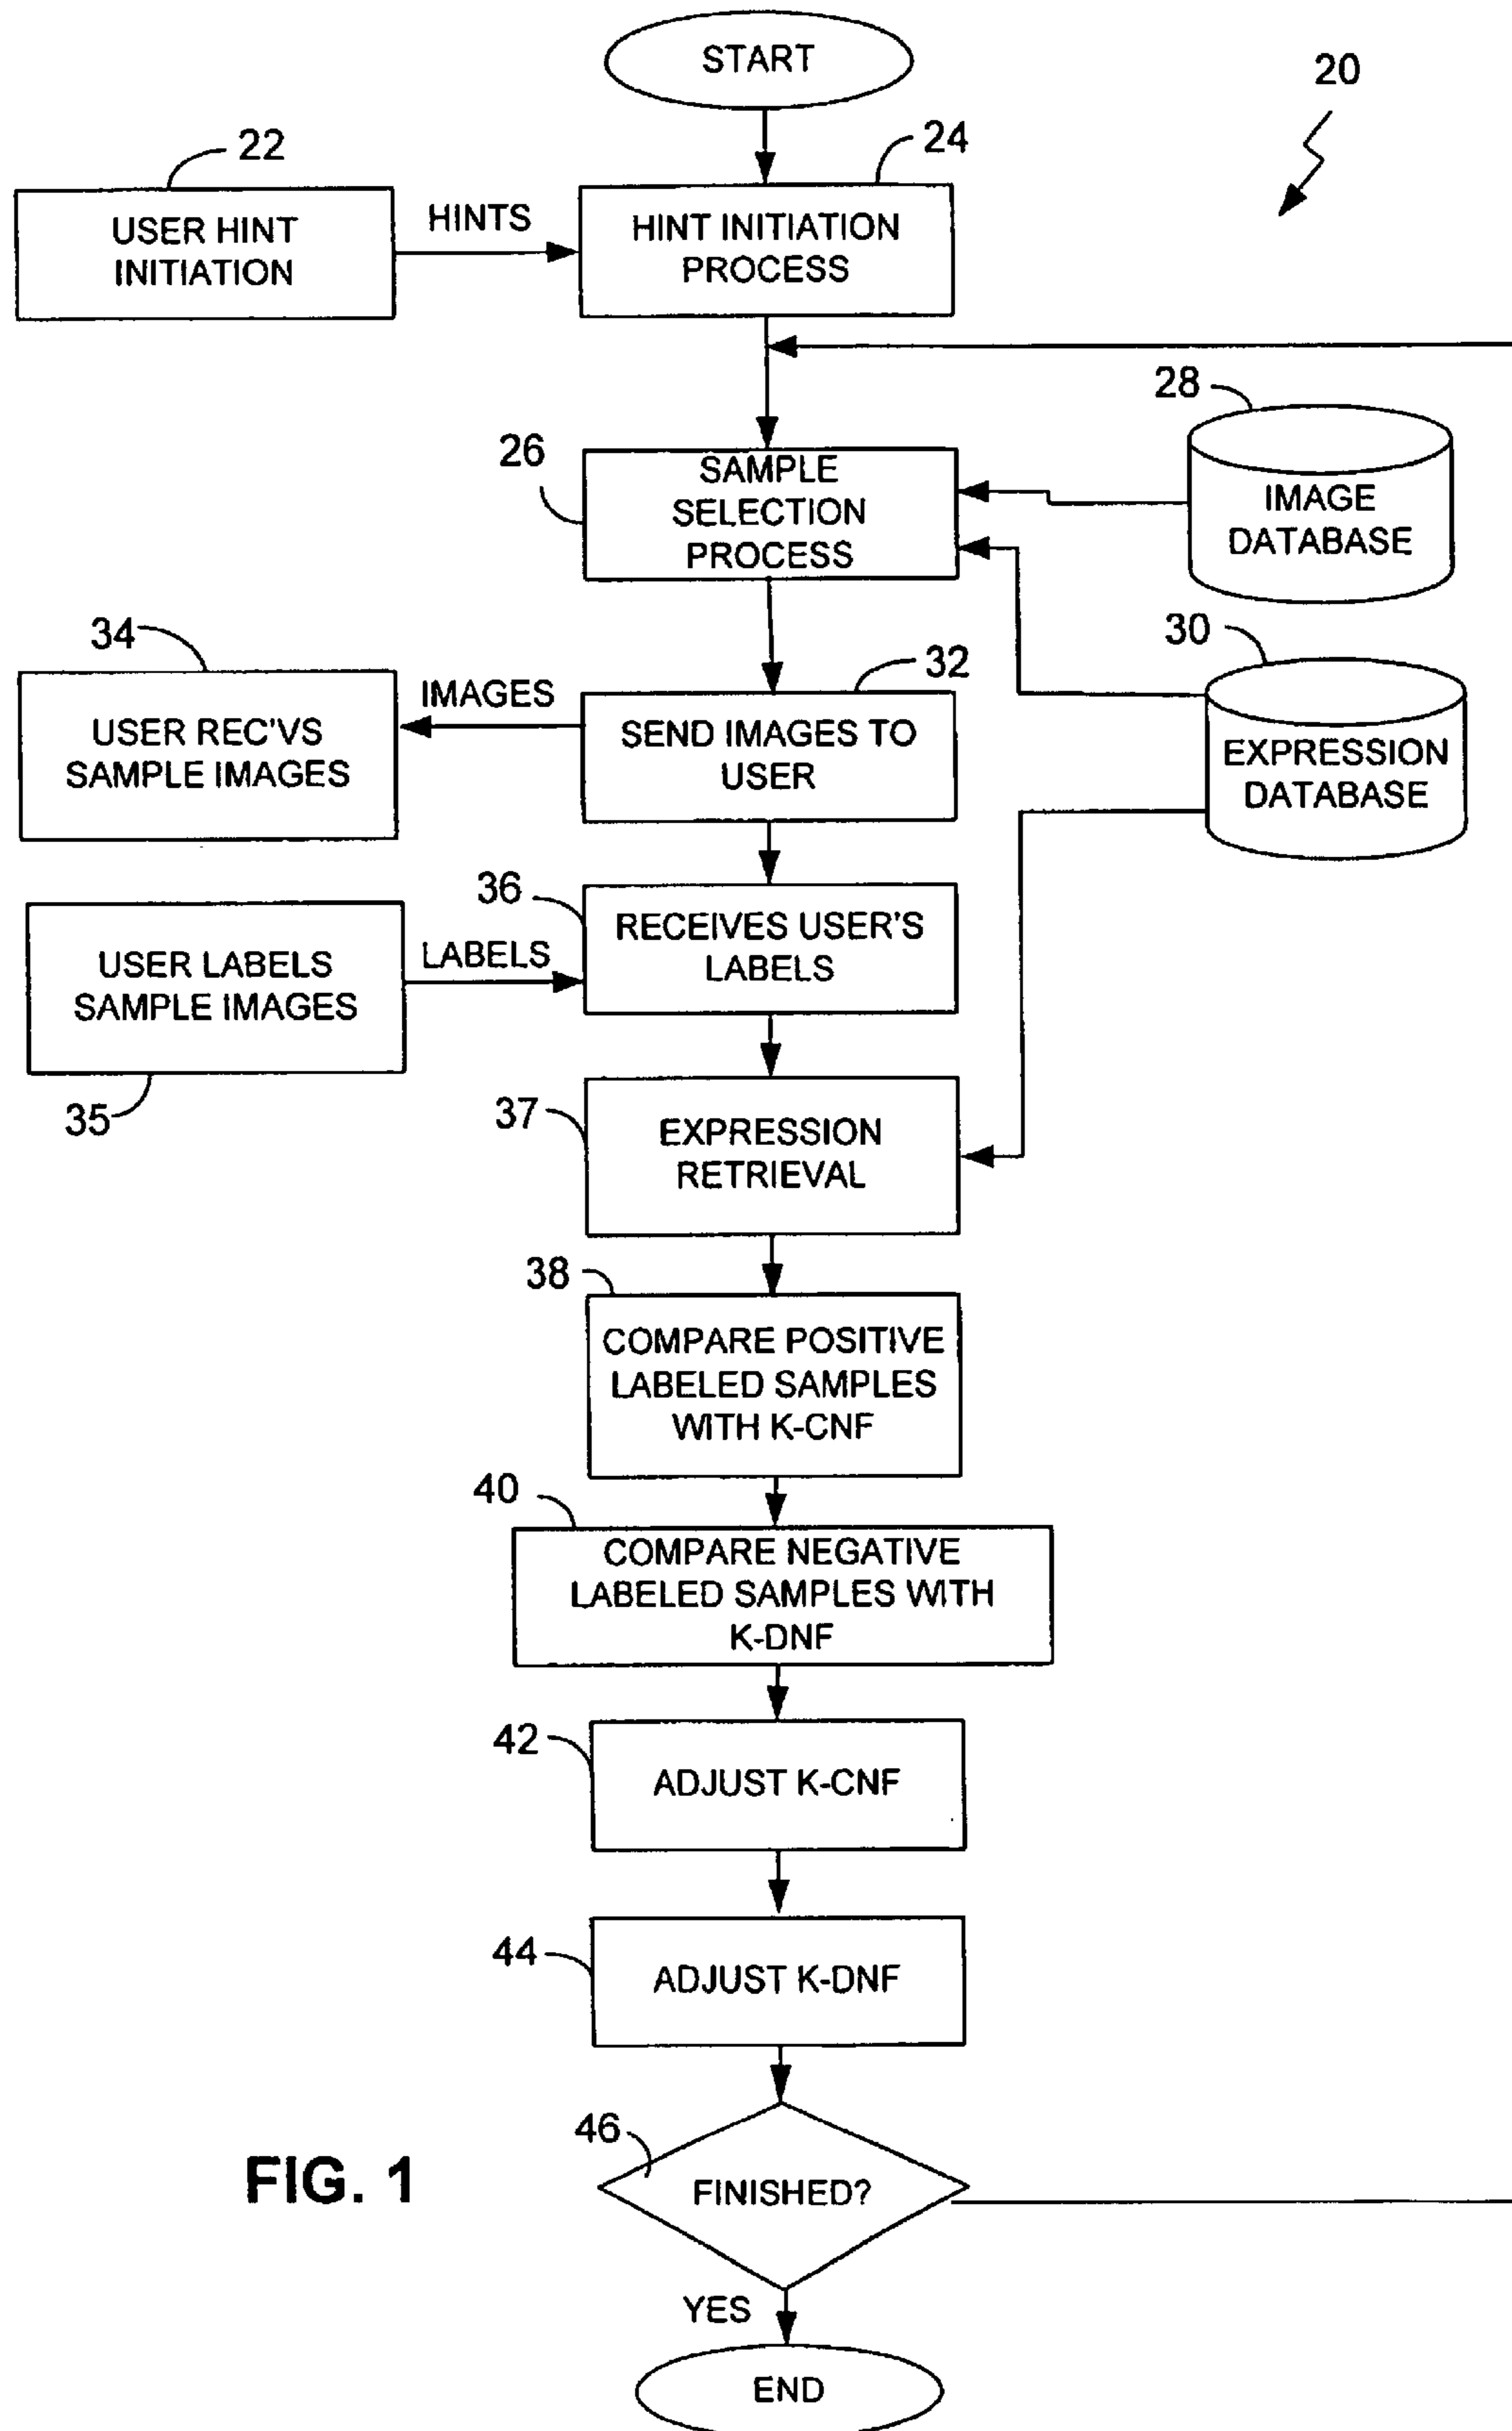 START
20
22
24
USER HINT
INITIATION
HINTS
HINT INITIATION
PROCESS
28
26
SAMPLE
SELECTION
PROCESS
IMAGE
DATABASE
34
30
32
IMAGES
USER REC'VS
SAMPLE IMAGES
SEND IMAGES TO
USER
EXPRESSION
DATABASE
36
USER LABELS
SAMPLE IMAGES
LABELS
RECEIVES USER'S
LABELS
35
37
EXPRESSION
RETRIEVAL
38
COMPARE POSITIVE
LABELED SAMPLES
WITH K-CNF
40
COMPARE NEGATIVE
LABELED SAMPLES WITH
K-DNF
42
ADJUST K-CNF
44
ADJUST K-DNF
46
FIG. 1
FINISHED?
YES
END